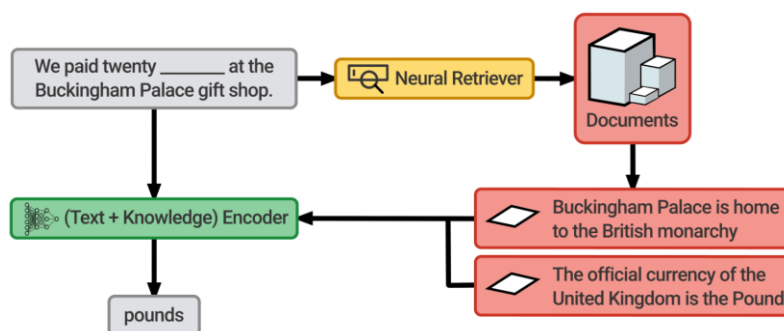 We paid twenty ______ at the
Buckingham Palace gift shop.
Neural Retriever
Documents
(Text + Knowledge) Encoder
Buckingham Palace is home
to the British monarchy
The official currency of the
United Kingdom is the Pound
pounds